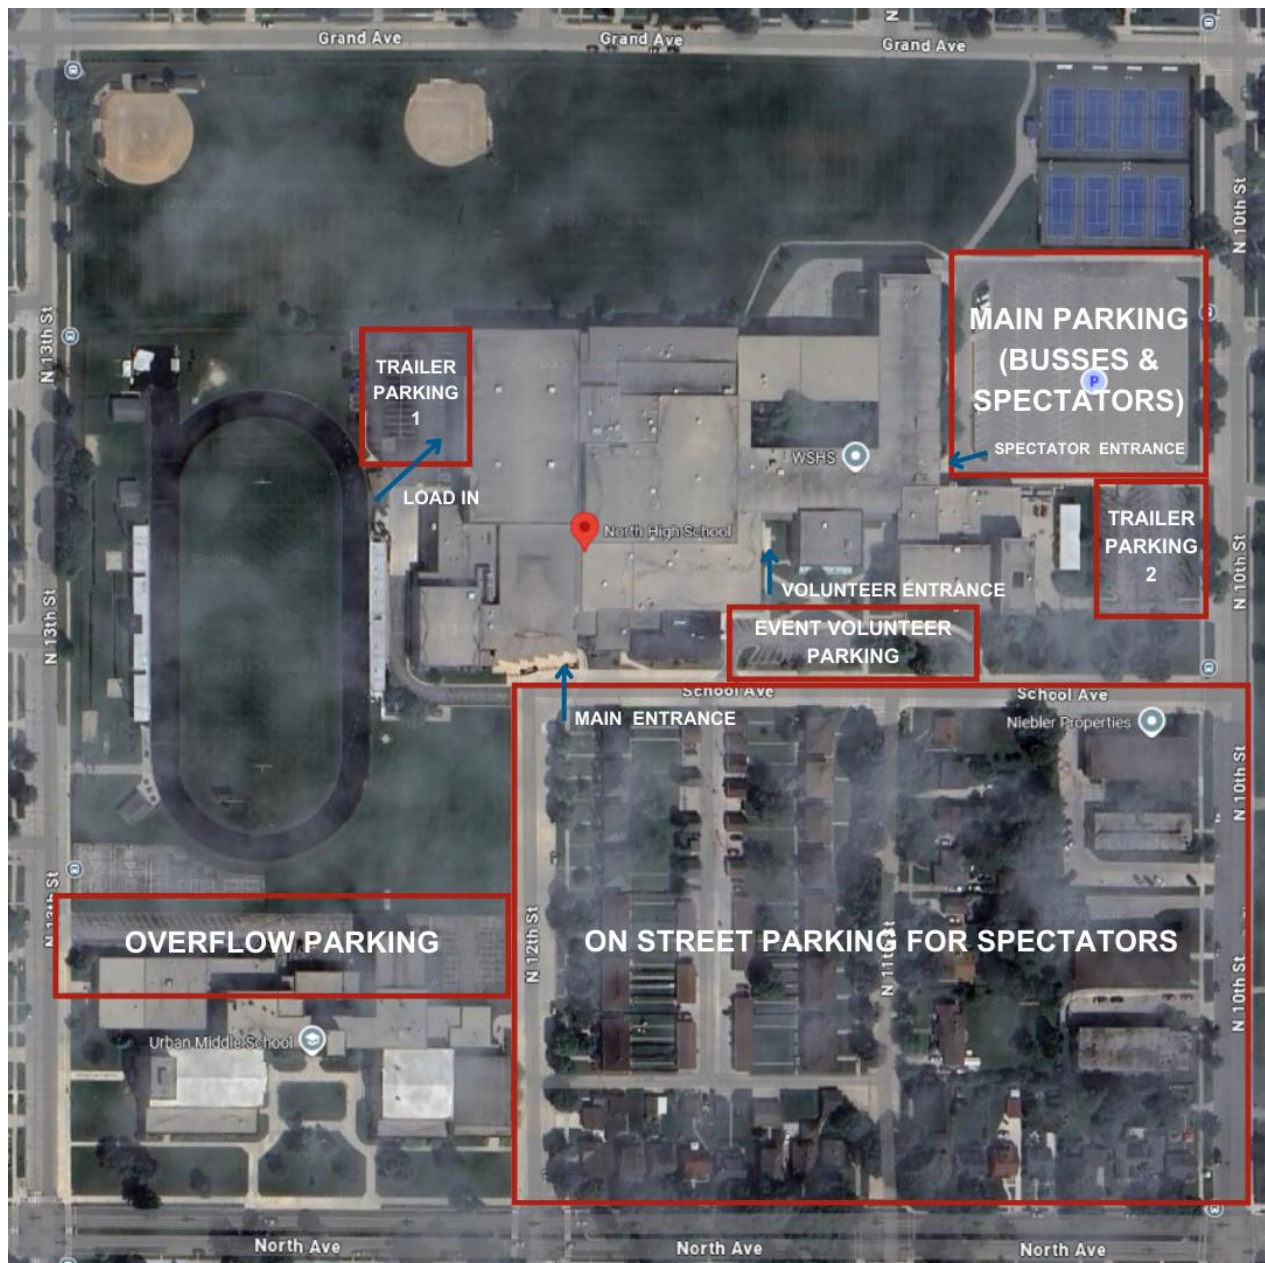 Grand Ave
Grand Ave
Grand Ave
N 10th St
N 13th St
MAIN PARKING
(BUSSES &
SPECTATORS)
P
TRAILER
PARKING
1
SPECTATOR ENTRANCE
WSHS
LOAD IN
North High School
TRAILER
PARKING
2
N 10th St
N 13th St
VOLUNTEER ENTRANCE
EVENT VOLUNTEER
PARKING
School Ave
School Ave
MAIN ENTRANCE
Niebler Properties
N 10th St
N 13th St
OVERFLOW PARKING
N 12th St
ON STREET PARKING FOR SPECTATORS
N 11th St
N 10th St
Urban Middle School
North Ave
North Ave
North Ave